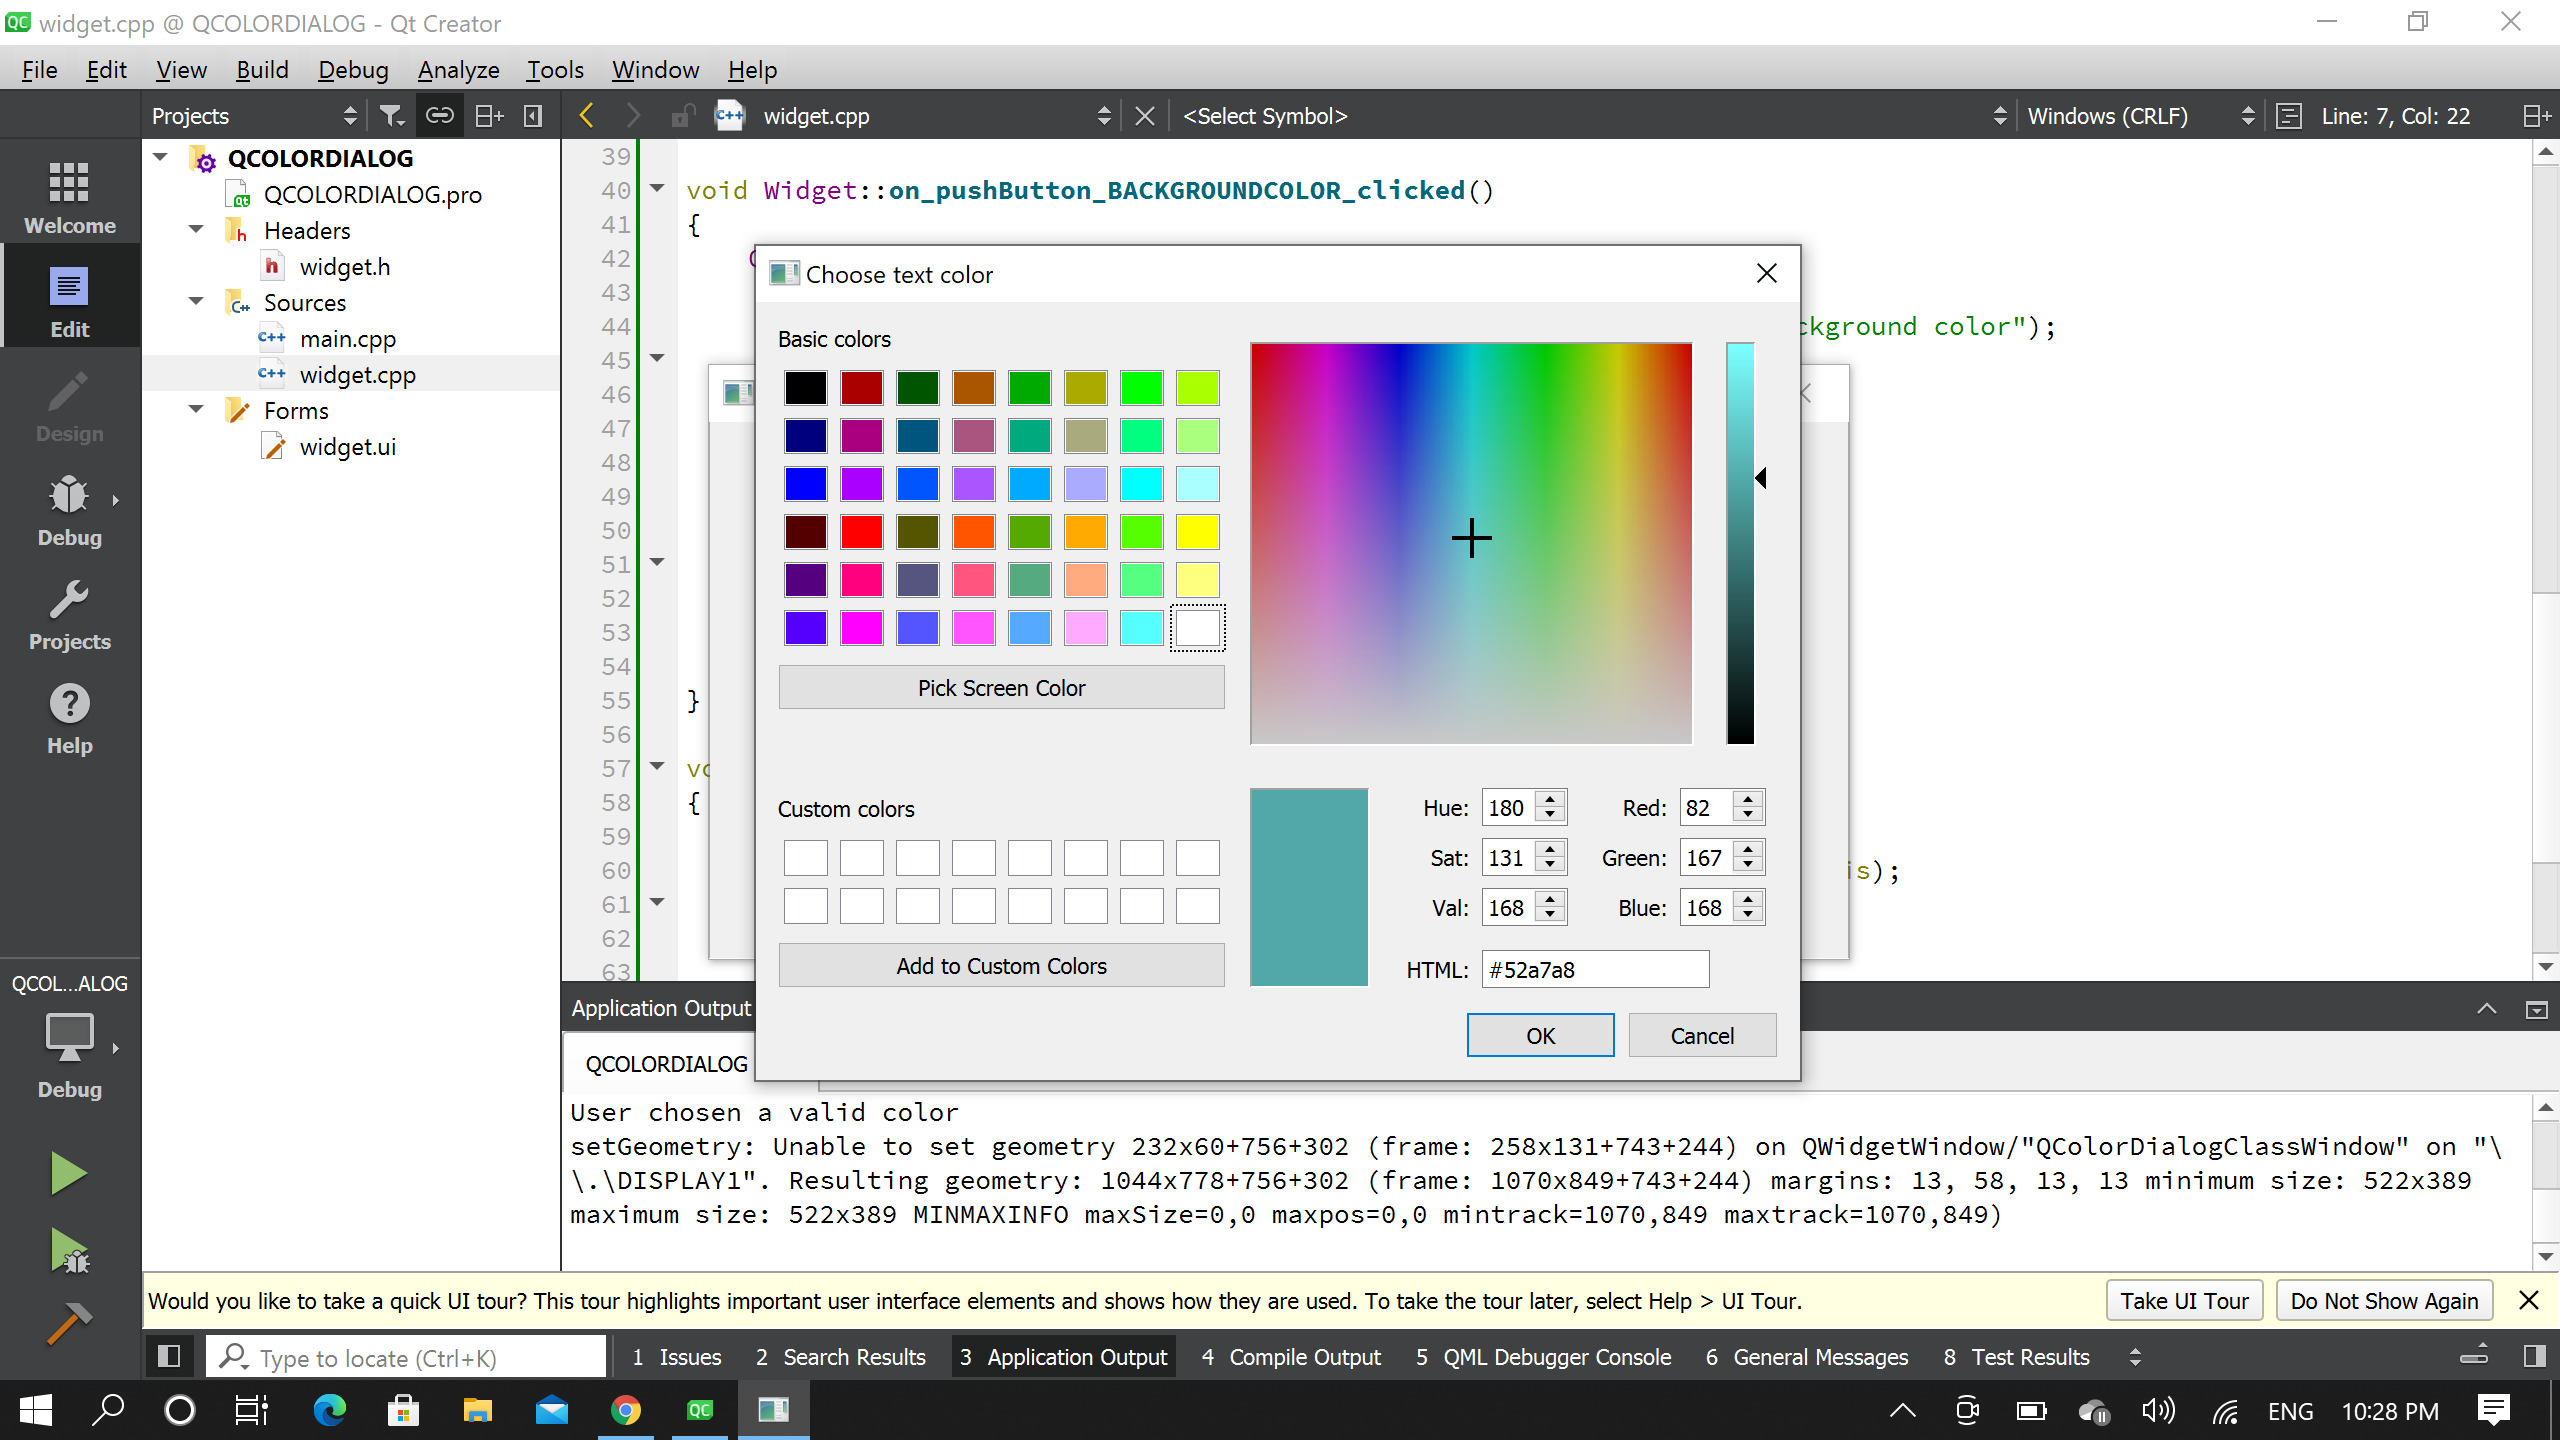 QC widget.cpp @ QCOLORDIALOG - Qt Creator
File Edit View Build Debug Analyze Tools Window Help
Projects widget.cpp <Select Symbol> Windows (CRLF) Line: 7, Col: 22
Welcome
Edit
Design
Debug
Projects
Help
QCOL...ALOG
Debug
QCOLORDIALOG
QCOLORDIALOG.pro
Headers
widget.h
Sources
main.cpp
widget.cpp
Forms
widget.ui
39
40 void Widget::on_pushButton_BACKGROUNDCOLOR_clicked()
41 {
42
43
44 ckground color");
45
46
47
48
49
50
51
52
53
54
55 }
56
57
58 {
59
60 is);
61
62
63
Choose text color
Basic colors
Pick Screen Color
Custom colors
Add to Custom Colors
Hue: 180 Red: 82
Sat: 131 Green: 167
Val: 168 Blue: 168
HTML: #52a7a8
OK Cancel
Application Output
QCOLORDIALOG
User chosen a valid color
setGeometry: Unable to set geometry 232x60+756+302 (frame: 258x131+743+244) on QWidgetWindow/"QColorDialogClassWindow" on "\
\.\DISPLAY1". Resulting geometry: 1044x778+756+302 (frame: 1070x849+743+244) margins: 13, 58, 13, 13 minimum size: 522x389
maximum size: 522x389 MINMAXINFO maxSize=0,0 maxpos=0,0 mintrack=1070,849 maxtrack=1070,849)
Would you like to take a quick UI tour? This tour highlights important user interface elements and shows how they are used. To take the tour later, select Help > UI Tour. Take UI Tour Do Not Show Again
Type to locate (Ctrl+K) 1 Issues 2 Search Results 3 Application Output 4 Compile Output 5 QML Debugger Console 6 General Messages 8 Test Results
QC ENG 10:28 PM